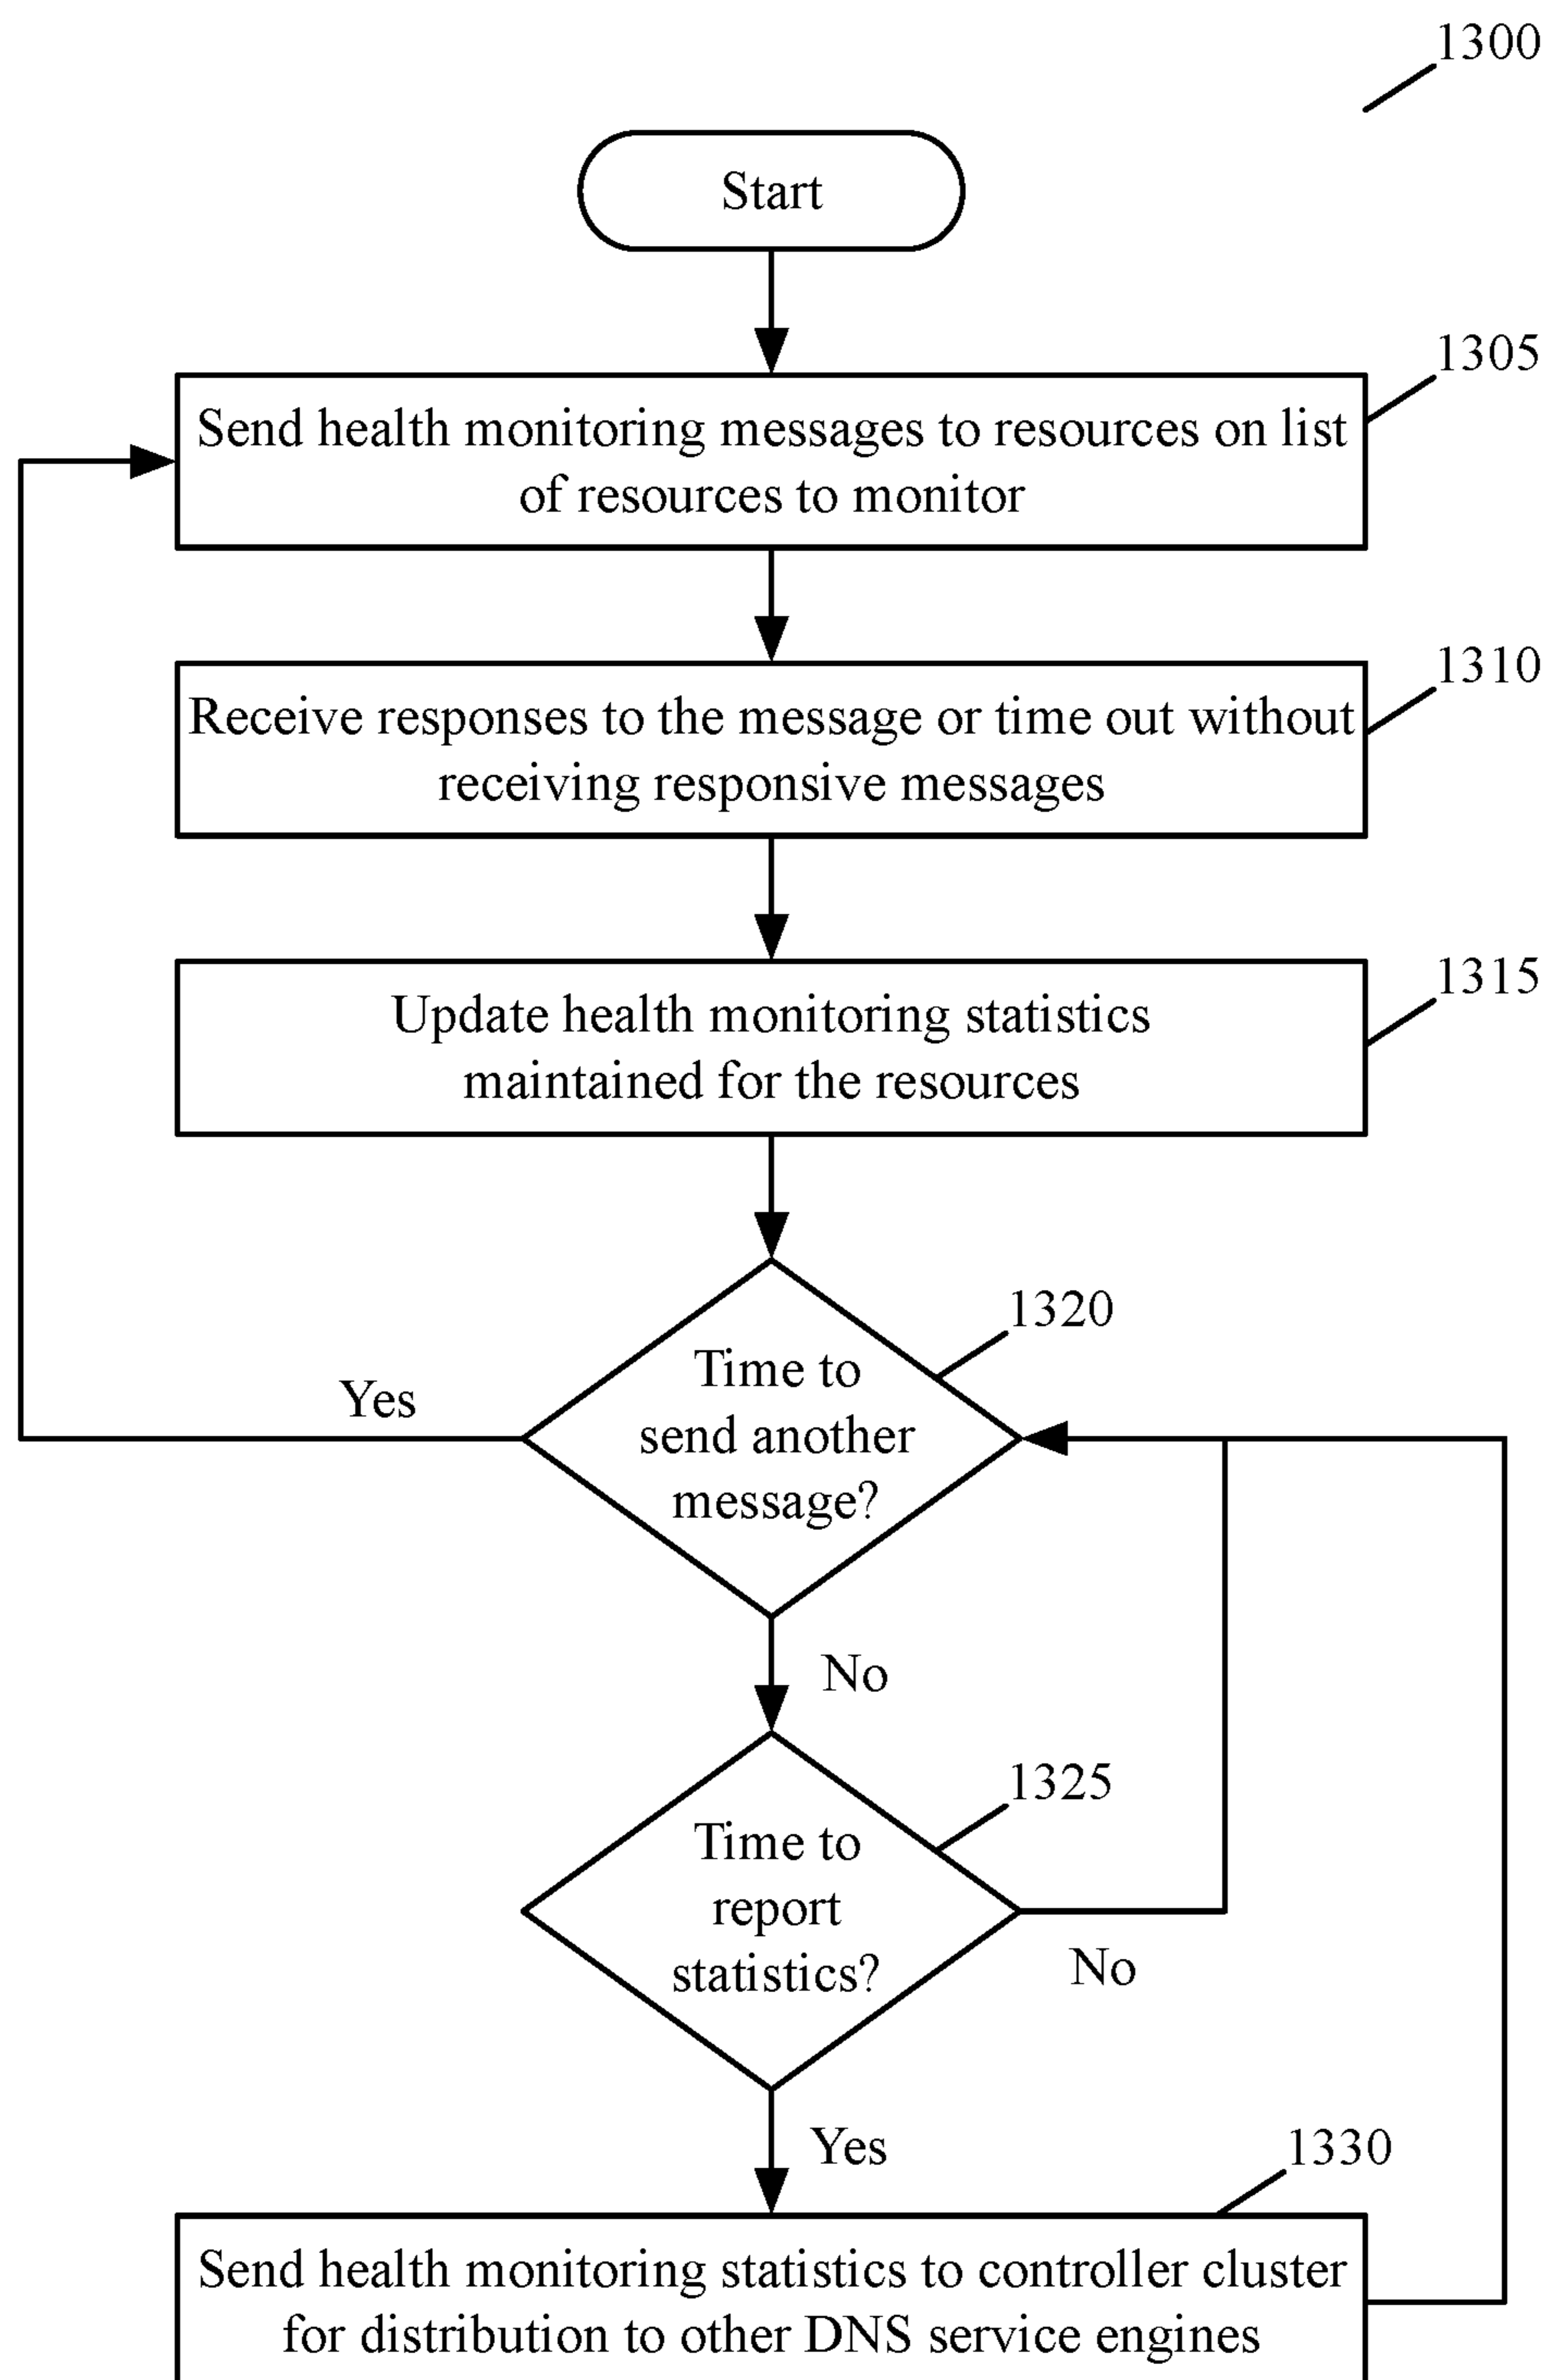 1300
Start
1305
Send health monitoring messages to resources on list
of resources to monitor
1310
Receive responses to the message or time out without
receiving responsive messages
1315
Update health monitoring statistics
maintained for the resources
1320
Time to
send another
message?
Yes
No
1325
Time to
report
statistics?
No
Yes
1330
Send health monitoring statistics to controller cluster
for distribution to other DNS service engines